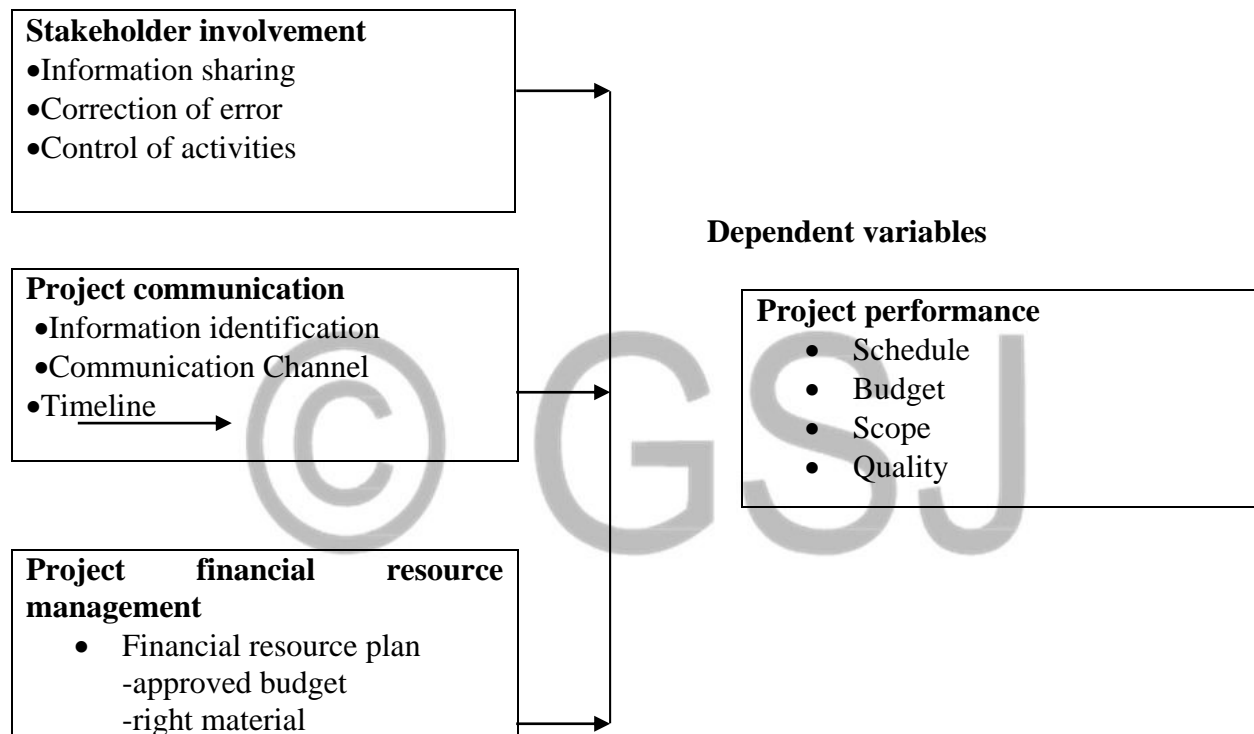 Stakeholder involvement
•Information sharing
•Correction of error
•Control of activities
Dependent variables
Project communication
•Information identification
•Communication Channel
•Timeline
Project performance
• Schedule
• Budget
• Scope
• Quality
© GSJ
Project financial resource
management
• Financial resource plan
-approved budget
-right material